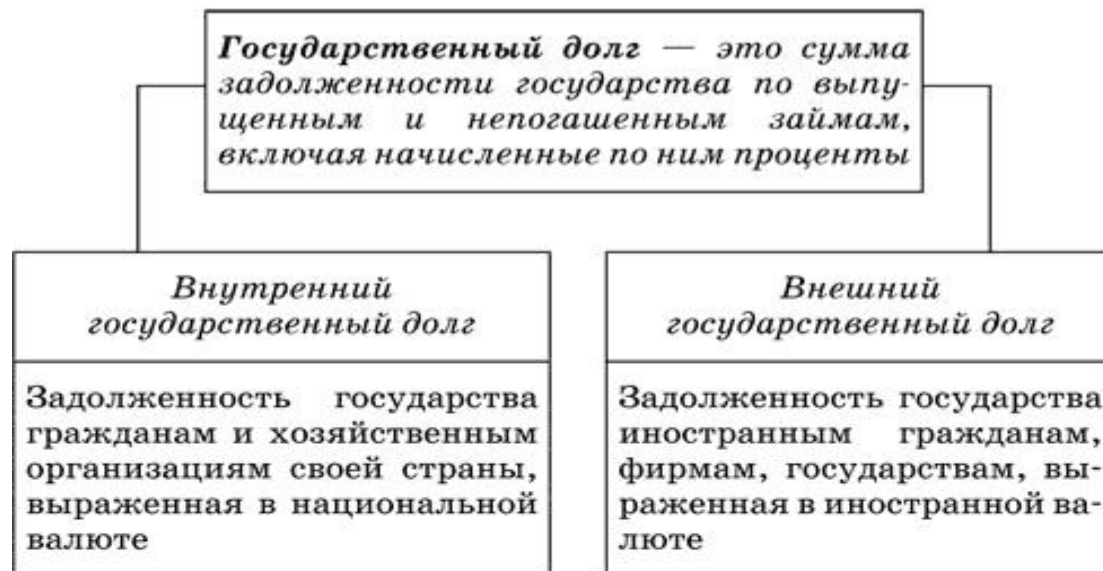 Государственный долг — это сумма
задолженности государства по выпу-
щенным и непогашенным займам,
включая начисленные по ним проценты
Внутренний
государственный долг
Задолженность государства
гражданам и хозяйственным
организациям своей страны,
выраженная в национальной
валюте
Внешний
государственный долг
Задолженность государства
иностранным гражданам,
фирмам, государствам, вы-
раженная в иностранной ва-
люте